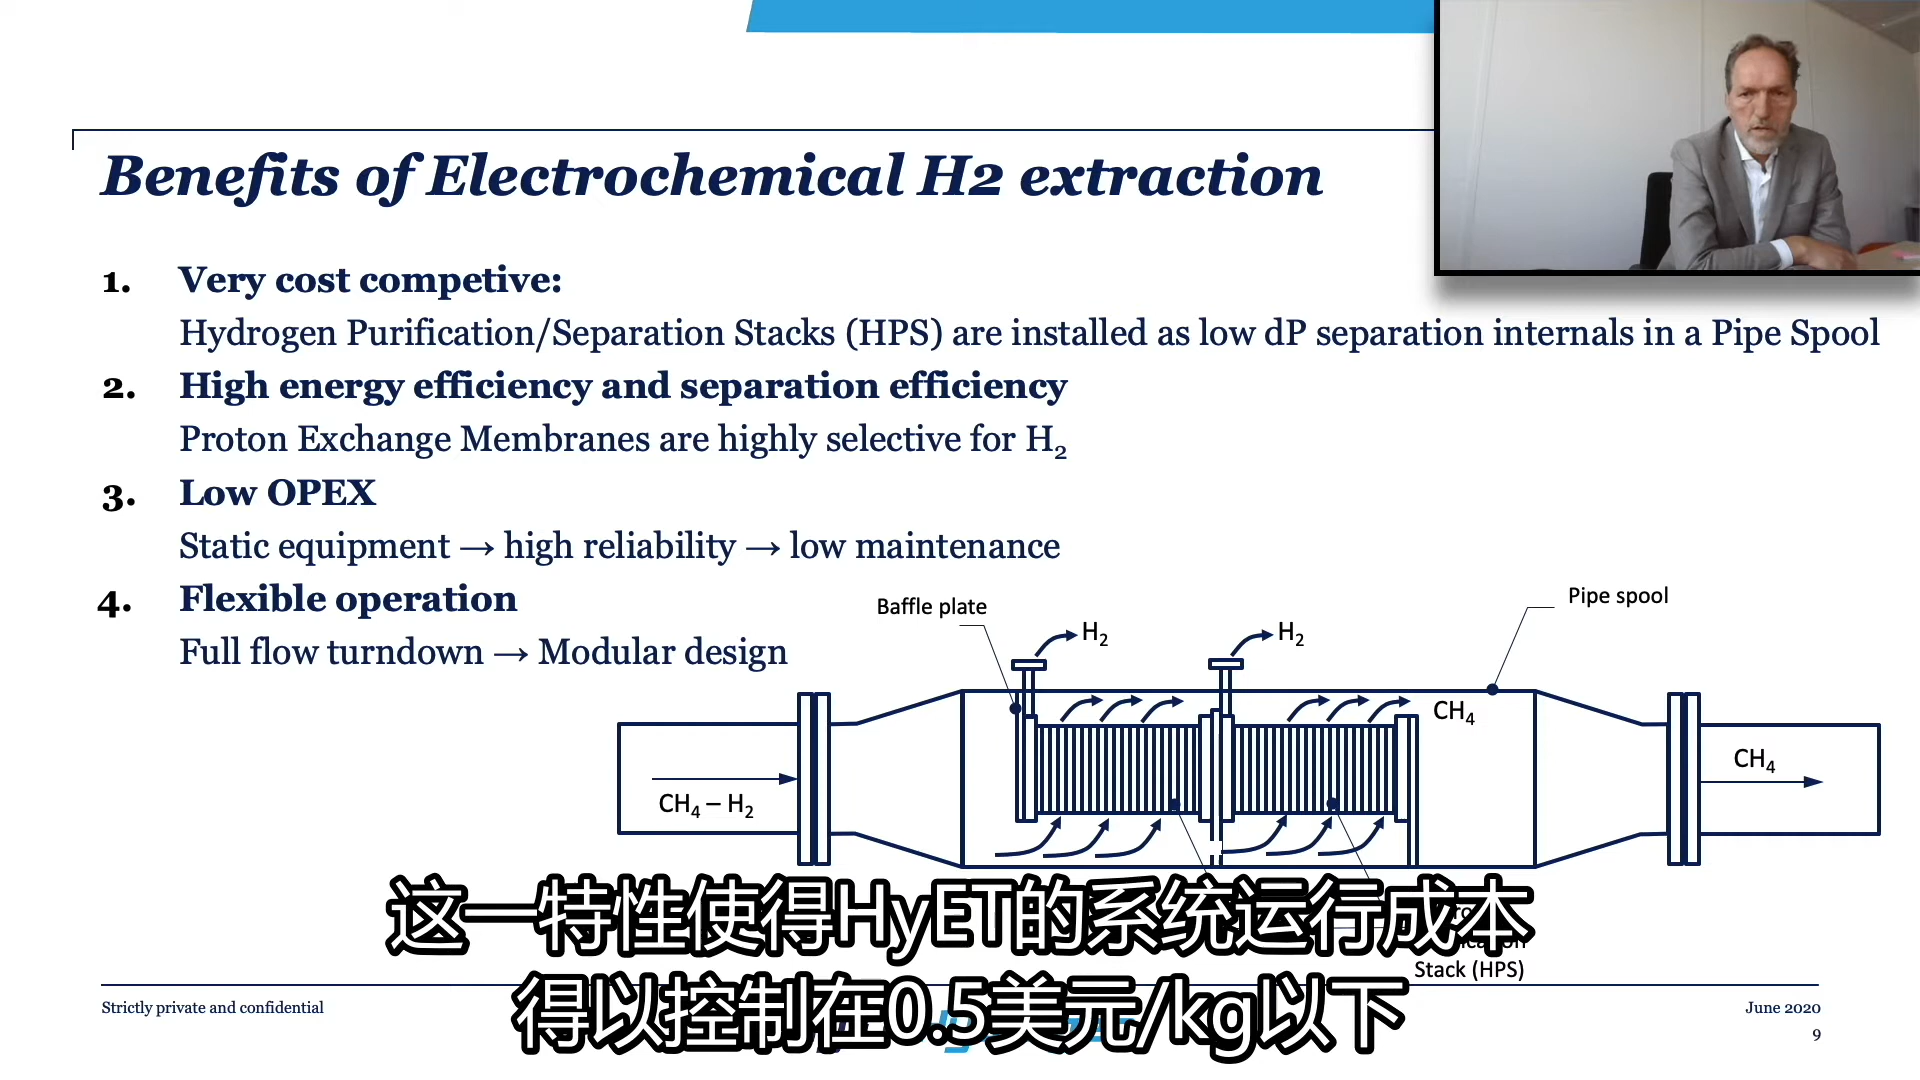 Benefits of Electrochemical H2 extraction
1. Very cost competive:
Hydrogen Purification/Separation Stacks (HPS) are installed as low dP separation internals in a Pipe Spool
2. High energy efficiency and separation efficiency
Proton Exchange Membranes are highly selective for H₂
3. Low OPEX
Static equipment → high reliability → low maintenance
4. Flexible operation
Full flow turndown → Modular design
Baffle plate
Pipe spool
H₂
H₂
CH₄
CH₄ – H₂
CH₄
Stack (HPS)
这一特性使得HyET的系统运行成本
得以控制在0.5美元/kg以下
Strictly private and confidential
June 2020
9